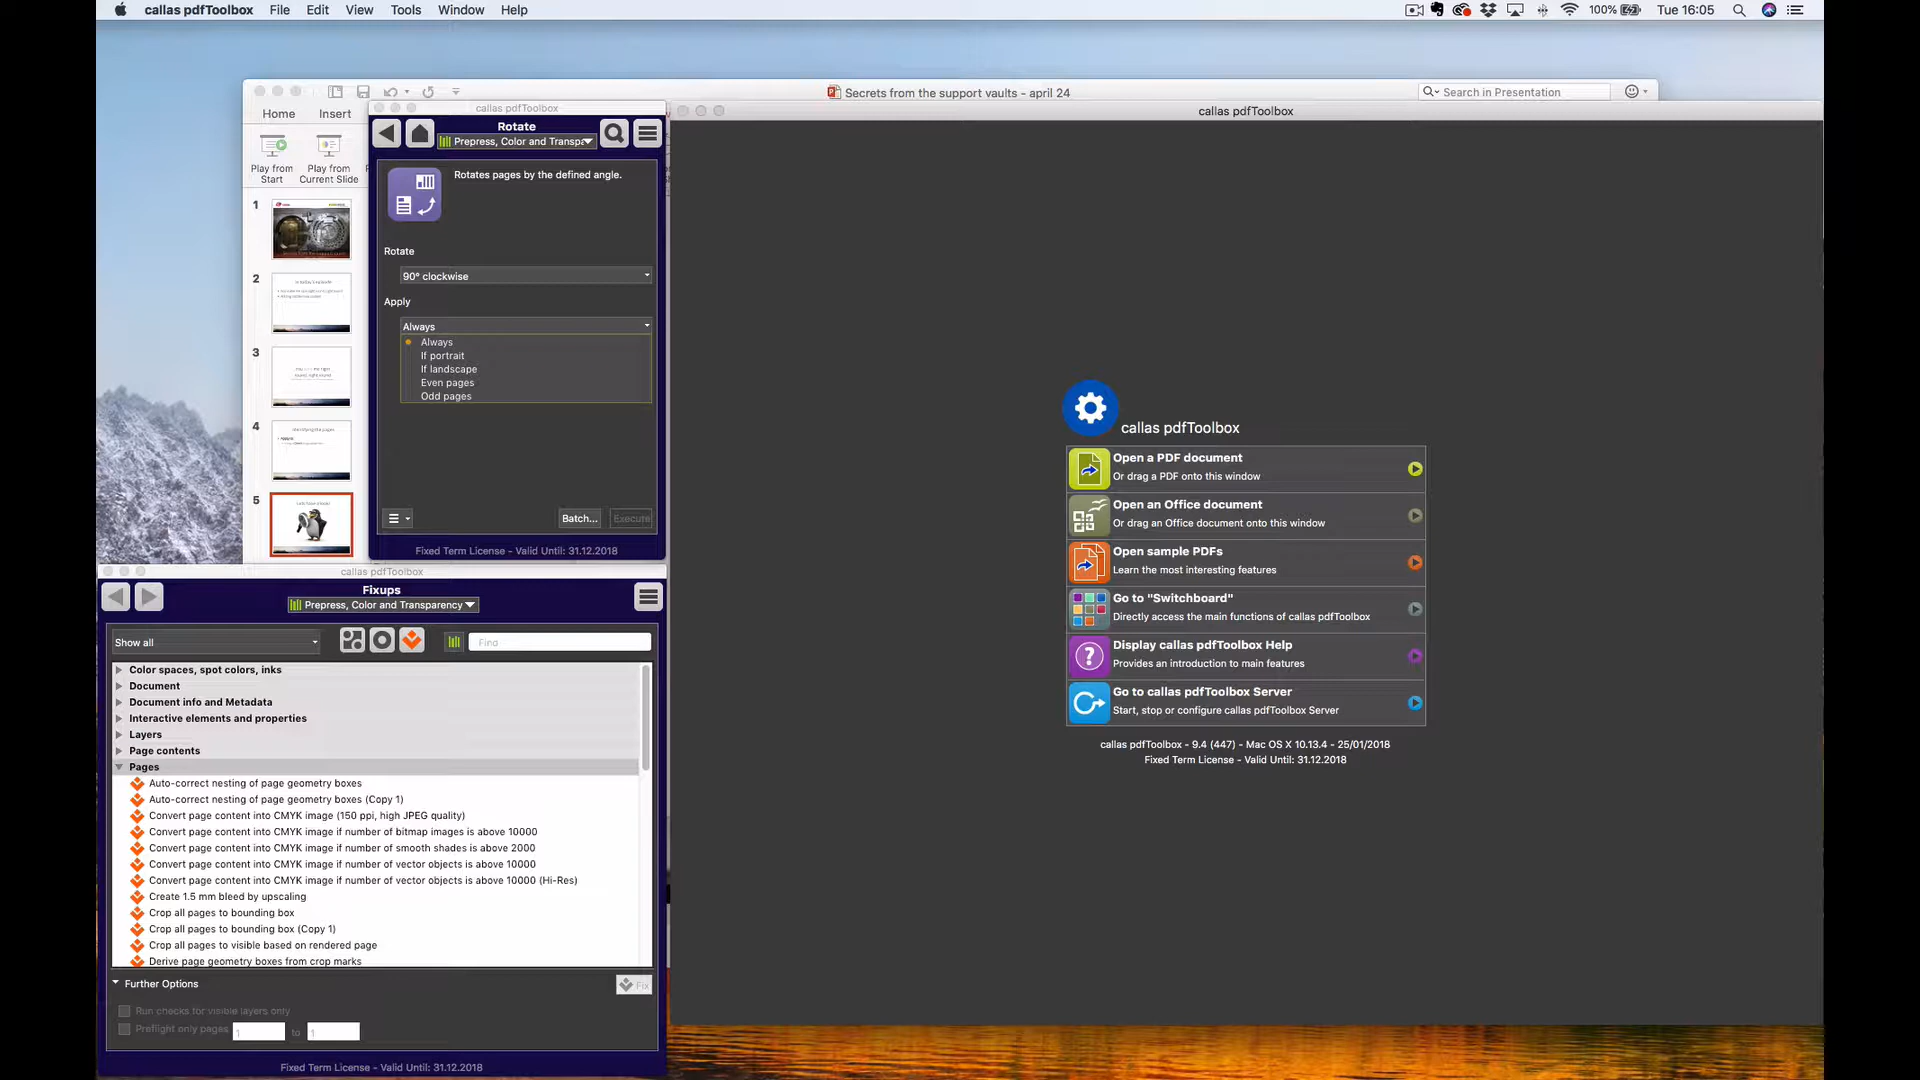 callas pdfToolbox File Edit View Tools Window Help
100% Tue 16:05
Secrets from the support vaults - april 24
Search in Presentation
Home Insert
Play from Start
Play from Current Slide
1
2
3
4
5
callas pdfToolbox
Rotate
Prepress, Color and Transpa
Rotates pages by the defined angle.
Rotate
90° clockwise
Apply
Always
Always
If portrait
If landscape
Even pages
Odd pages
Batch... Execute
Fixed Term License - Valid Until: 31.12.2018
callas pdfToolbox
Fixups
Prepress, Color and Transparency
Show all
Find
Color spaces, spot colors, inks
Document
Document info and Metadata
Interactive elements and properties
Layers
Page contents
Pages
Auto-correct nesting of page geometry boxes
Auto-correct nesting of page geometry boxes (Copy 1)
Convert page content into CMYK image (150 ppi, high JPEG quality)
Convert page content into CMYK image if number of bitmap images is above 10000
Convert page content into CMYK image if number of smooth shades is above 2000
Convert page content into CMYK image if number of vector objects is above 10000
Convert page content into CMYK image if number of vector objects is above 10000 (Hi-Res)
Create 1.5 mm bleed by upscaling
Crop all pages to bounding box
Crop all pages to bounding box (Copy 1)
Crop all pages to visible based on rendered page
Derive page geometry boxes from crop marks
Further Options
Fix
Run checks for visible layers only
Preflight only pages 1 to 1
Fixed Term License - Valid Until: 31.12.2018
callas pdfToolbox
callas pdfToolbox
Open a PDF document
Or drag a PDF onto this window
Open an Office document
Or drag an Office document onto this window
Open sample PDFs
Learn the most interesting features
Go to "Switchboard"
Directly access the main functions of callas pdfToolbox
Display callas pdfToolbox Help
Provides an introduction to main features
Go to callas pdfToolbox Server
Start, stop or configure callas pdfToolbox Server
callas pdfToolbox - 9.4 (447) - Mac OS X 10.13.4 - 25/01/2018
Fixed Term License - Valid Until: 31.12.2018